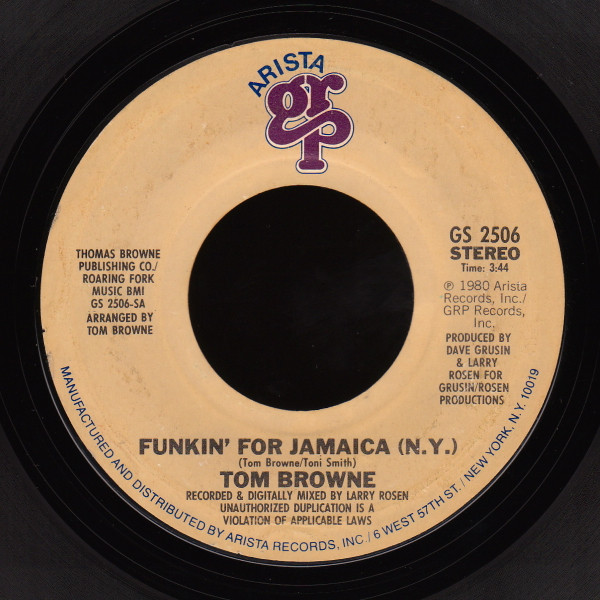 ARISTA
grp
THOMAS BROWNE
PUBLISHING CO./
ROARING FORK
MUSIC BMI
GS 2506-SA
ARRANGED BY
TOM BROWNE
GS 2506
STEREO
Time: 3:44
℗ 1980 Arista
Records, Inc./
GRP Records,
Inc.
PRODUCED BY
DAVE GRUSIN
& LARRY
ROSEN FOR
GRUSIN/ROSEN
PRODUCTIONS
FUNKIN' FOR JAMAICA (N.Y.)
(Tom Browne/Toni Smith)
TOM BROWNE
RECORDED & DIGITALLY MIXED BY LARRY ROSEN
UNAUTHORIZED DUPLICATION IS A
VIOLATION OF APPLICABLE LAWS
MANUFACTURED AND DISTRIBUTED BY ARISTA RECORDS, INC./6 WEST 57TH ST./NEW YORK, N.Y. 10019